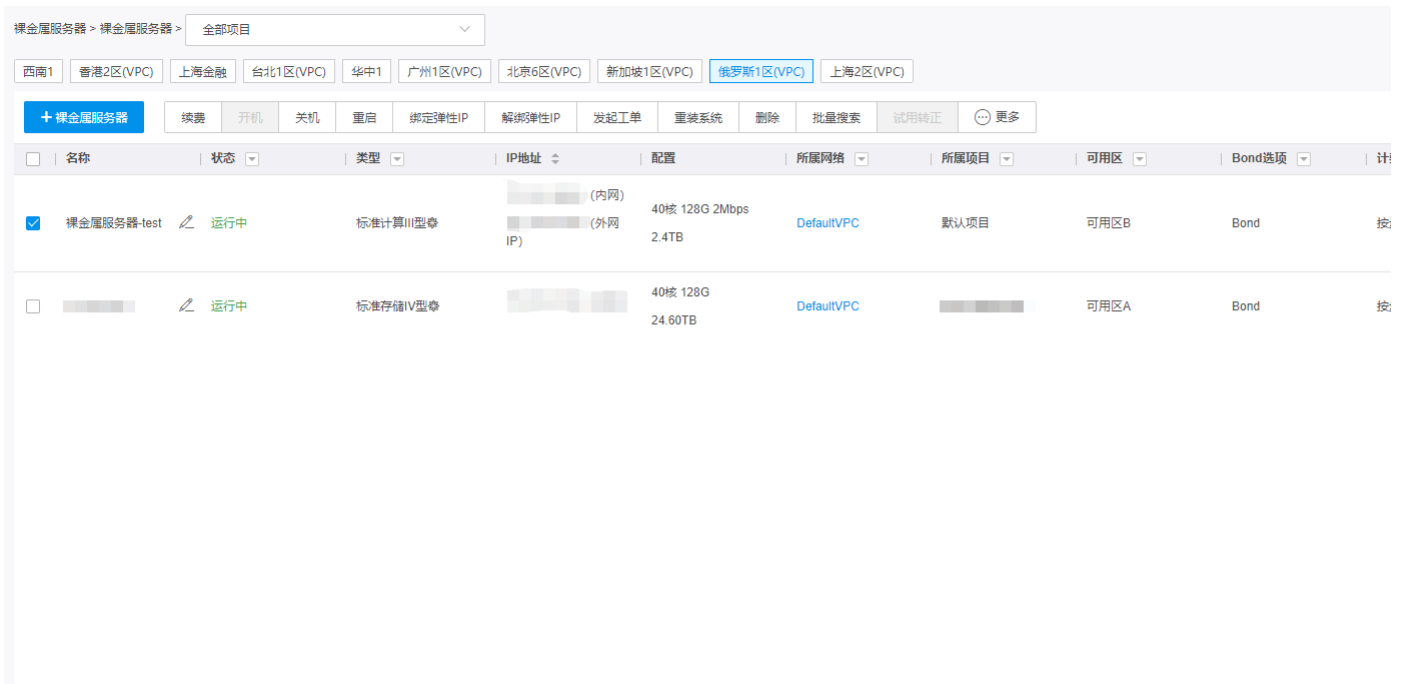 裸金属服务器 > 裸金属服务器 > 全部项目
西南1 香港2区(VPC) 上海金融 台北1区(VPC) 华中1 广州1区(VPC) 北京6区(VPC) 新加坡1区(VPC) 俄罗斯1区(VPC) 上海2区(VPC)
+裸金属服务器 续费 开机 关机 重启 绑定弹性IP 解绑弹性IP 发起工单 重装系统 删除 批量搜索 试用转正 更多
名称 状态 类型 IP地址 配置 所属网络 所属项目 可用区 Bond选项
(内网)
裸金属服务器-test 运行中 标准计算III型 (外网 40核 128G 2Mbps DefaultVPC 默认项目 可用区B Bond 按
IP) 2.4TB
运行中 标准存储IV型 40核 128G DefaultVPC 可用区A Bond 按
24.60TB